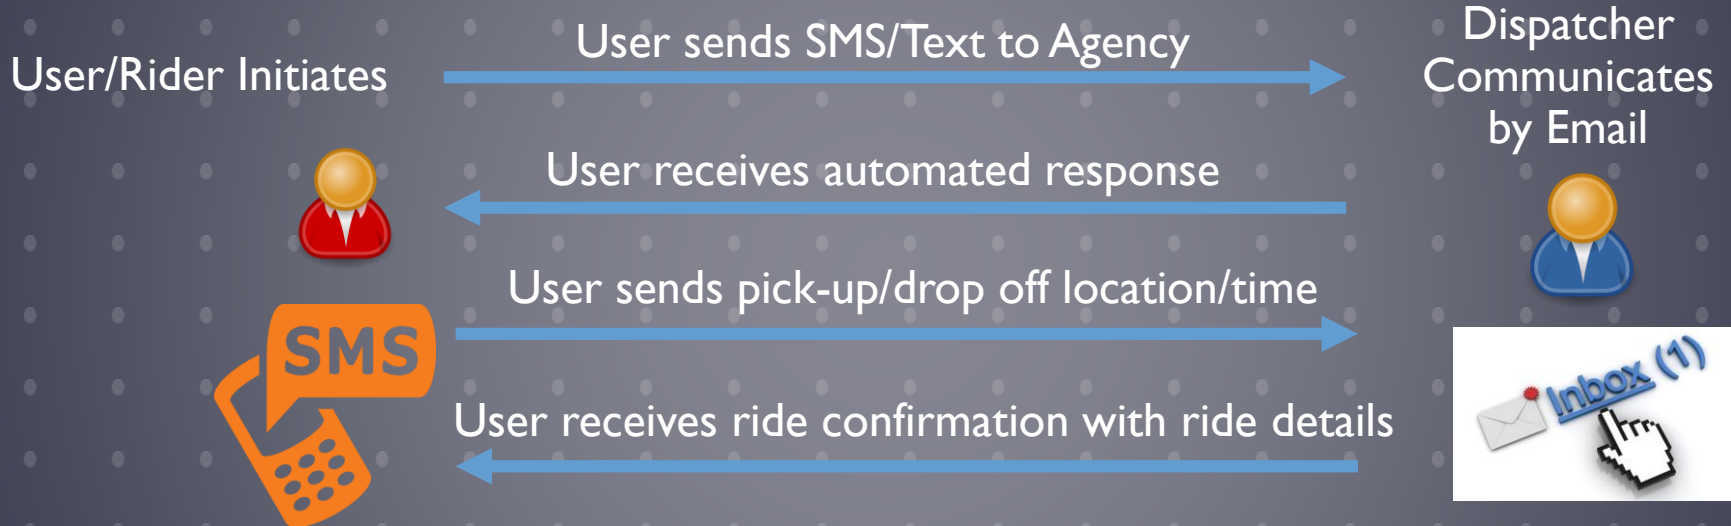 User/Rider Initiates
User sends SMS/Text to Agency
Dispatcher
Communicates
by Email
User receives automated response
User sends pick-up/drop off location/time
SMS
User receives ride confirmation with ride details
Inbox (1)